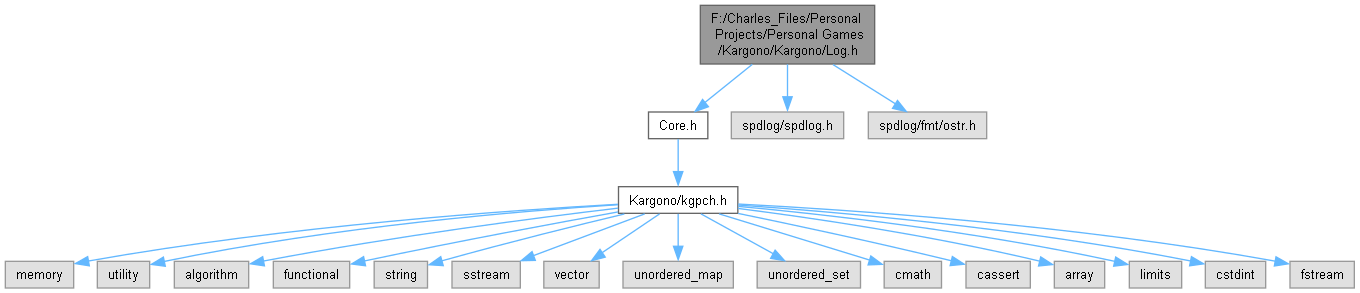 F:/Charles_Files/Personal
Projects/Personal Games
/Kargono/Kargono/Log.h
Core.h
spdlog/spdlog.h
spdlog/fmt/ostr.h
Kargono/kgpch.h
memory
utility
algorithm
functional
string
sstream
vector
unordered_map
unordered_set
cmath
cassert
array
limits
cstdint
fstream